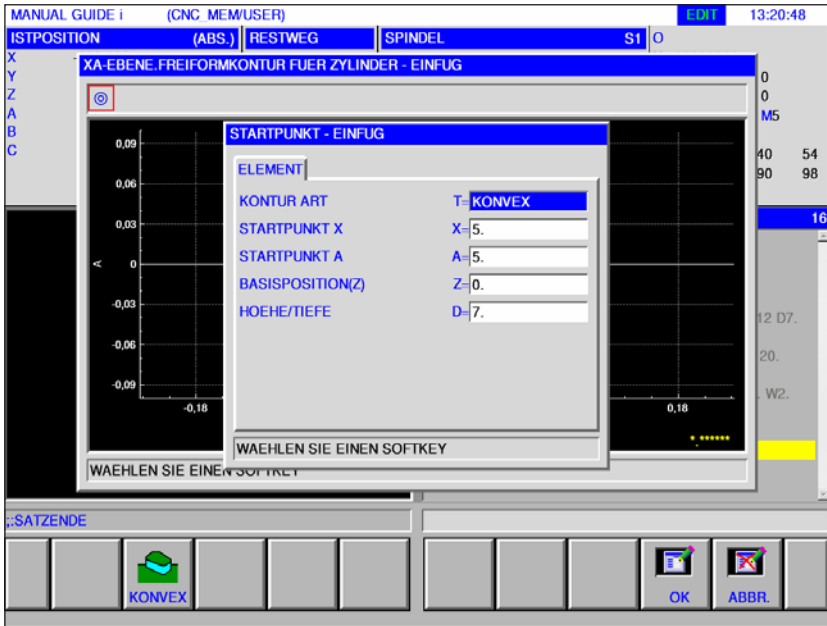 MANUAL GUIDE i (CNC_MEM/USER) EDIT 13:20:48
ISTPOSITION (ABS.) RESTWEG SPINDEL S1 O
X
Y
Z
A
B
C
0
0
M5
40 54
90 98
16
12 D7.
20.
. W2.
XA-EBENE.FREIFORMKONTUR FUER ZYLINDER - EINFUG
0,09
0,06
0,03
0
-0,03
-0,06
-0,09
A
-0,18
0,18
*.******
STARTPUNKT - EINFUG
ELEMENT
KONTUR ART T=KONVEX
STARTPUNKT X X=5.
STARTPUNKT A A=5.
BASISPOSITION(Z) Z=0.
HOEHE/TIEFE D=7.
WAEHLEN SIE EINEN SOFTKEY
WAEHLEN SIE EINEN SOFTKEY
;:SATZENDE
KONVEX OK ABBR.